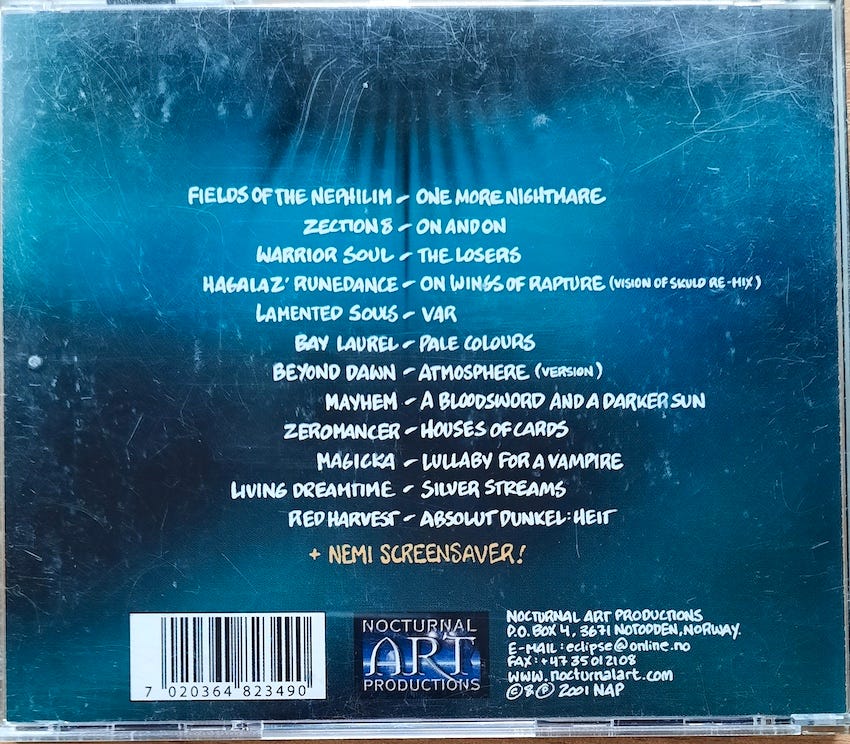 FIELDS OF THE NEPHILIM – ONE MORE NIGHTMARE
ZECTION 8 – ON AND ON
WARRIOR SOUL – THE LOSERS
HAGALAZ' RUNEDANCE – ON WINGS OF RAPTURE (VISION OF SKULD RE-MIX)
LAMENTED SOULS – VAR
BAY LAUREL – PALE COLOURS
BEYOND DAWN – ATMOSPHERE (VERSION)
MAYHEM – A BLOODSWORD AND A DARKER SUN
ZEROMANCER – HOUSES OF CARDS
MAGICKA – LULLABY FOR A VAMPIRE
LIVING DREAMTIME – SILVER STREAMS
RED HARVEST – ABSOLUT DUNKEL:HEIT
+ NEMI SCREENSAVER!
7 020364 823490
NOCTURNAL
ART
PRODUCTIONS
NOCTURNAL ART PRODUCTIONS
P.O. BOX 4, 3671 NOTODDEN, NORWAY.
E-MAIL: eclipse@online.no
FAX: +47 35012108
www.nocturnalart.com
© & ℗ 2001 NAP